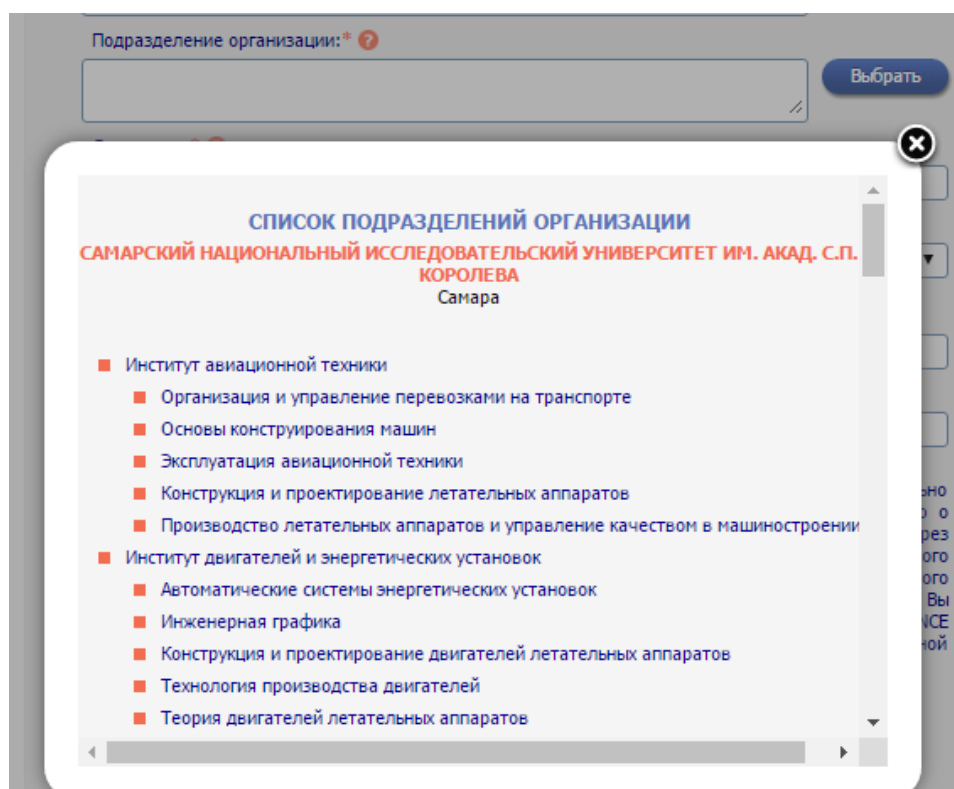 Подразделение организации:*
Выбрать
СПИСОК ПОДРАЗДЕЛЕНИЙ ОРГАНИЗАЦИИ
САМАРСКИЙ НАЦИОНАЛЬНЫЙ ИССЛЕДОВАТЕЛЬСКИЙ УНИВЕРСИТЕТ ИМ. АКАД. С.П.
КОРОЛЕВА
Самара
Институт авиационной техники
Организация и управление перевозками на транспорте
Основы конструирования машин
Эксплуатация авиационной техники
Конструкция и проектирование летательных аппаратов
Производство летательных аппаратов и управление качеством в машиностроении
Институт двигателей и энергетических установок
Автоматические системы энергетических установок
Инженерная графика
Конструкция и проектирование двигателей летательных аппаратов
Технология производства двигателей
Теория двигателей летательных аппаратов